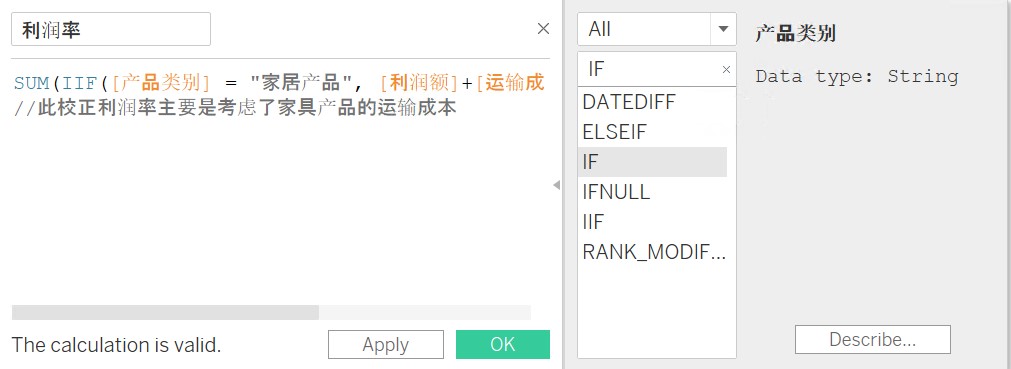 利润率
SUM(IIF([产品类别] = "家居产品", [利润额]+[运输成
//此校正利润率主要是考虑了家具产品的运输成本
The calculation is valid.
Apply
OK
All
IF
DATEDIFF
ELSEIF
IF
IFNULL
IIF
RANK_MODIF...
产品类别
Data type: String
Describe...